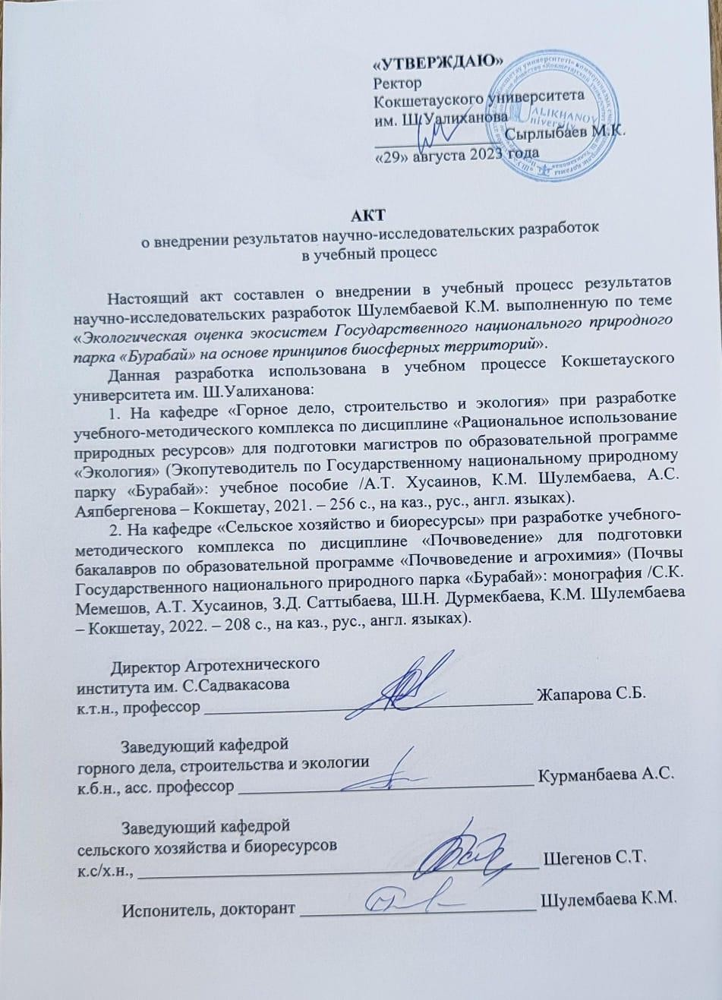 «УТВЕРЖДАЮ»
Ректор
Кокшетауского университета
им. Ш.Уалиханова
Сырлыбаев М.К.
«29» августа 2023 года
ALIKHANOV
University
АКТ
о внедрении результатов научно-исследовательских разработок
в учебный процесс
Настоящий акт составлен о внедрении в учебный процесс результатов
научно-исследовательских разработок Шулембаевой К.М. выполненную по теме
«Экологическая оценка экосистем Государственного национального природного
парка «Бурабай» на основе принципов биосферных территорий».
Данная разработка использована в учебном процессе Кокшетауского
университета им. Ш.Уалиханова:
1. На кафедре «Горное дело, строительство и экология» при разработке
учебного-методического комплекса по дисциплине «Рациональное использование
природных ресурсов» для подготовки магистров по образовательной программе
«Экология» (Экопутеводитель по Государственному национальному природному
парку «Бурабай»: учебное пособие /А.Т. Хусаинов, К.М. Шулембаева, А.С.
Аяпбергенова – Кокшетау, 2021. – 256 с., на каз., рус., англ. языках).
2. На кафедре «Сельское хозяйство и биоресурсы» при разработке учебного-
методического комплекса по дисциплине «Почвоведение» для подготовки
бакалавров по образовательной программе «Почвоведение и агрохимия» (Почвы
Государственного национального природного парка «Бурабай»: монография /С.К.
Мемешов, А.Т. Хусаинов, З.Д. Саттыбаева, Ш.Н. Дурмекбаева, К.М. Шулембаева
– Кокшетау, 2022. – 208 с., на каз., рус., англ. языках).
Директор Агротехнического
института им. С.Садвакасова
к.т.н., профессор Жапарова С.Б.
Заведующий кафедрой
горного дела, строительства и экологии
к.б.н., асс. профессор Курманбаева А.С.
Заведующий кафедрой
сельского хозяйства и биоресурсов
к.с/х.н., Шегенов С.Т.
Испонитель, докторант Шулембаева К.М.